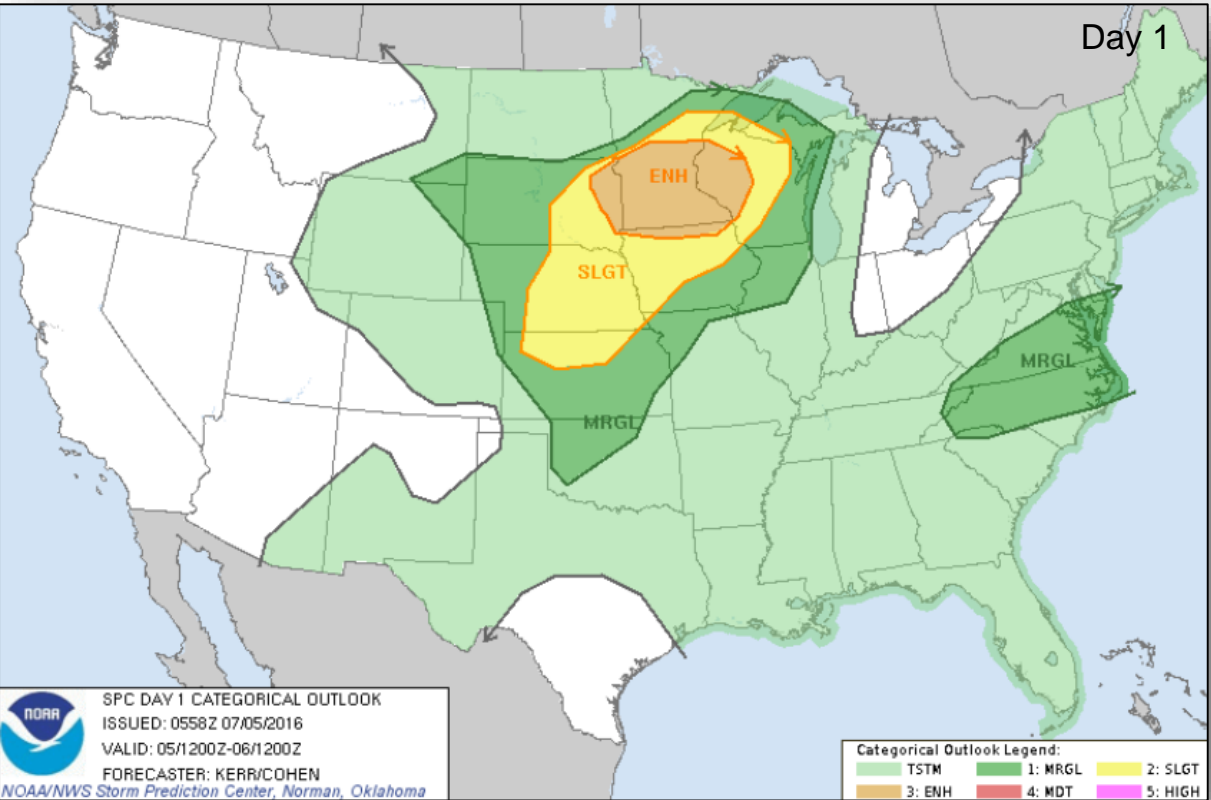 Day 1
ENH
SLGT
MRGL
MRGL
NOAA
SPC DAY 1 CATEGORICAL OUTLOOK
ISSUED: 0558Z 07/05/2016
VALID: 05/1200Z-06/1200Z
FORECASTER: KERR/COHEN
NOAA/NWS Storm Prediction Center, Norman, Oklahoma
Categorical Outlook Legend:
TSTM 1: MRGL 2: SLGT
3: ENH 4: MDT 5: HIGH